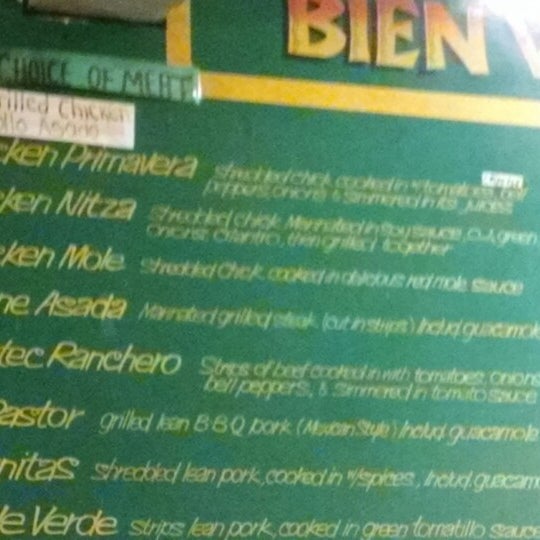 BIEN
CHOICE OF MEAT
rilled Chicken
llo Asado
cken Primavera shredded chick. cooked in w/tomatoes,
peppers, onions & simmered in its juices
cken Nitza Shredded chick. Marinated in Soy sauce, green
onions, cilantro, then grilled together
cken Mole Shredded Chick. cooked in delicious red mole sauce
ne Asada Marinated grilled steak (cut in strips) Includ. guacamole
tec Ranchero Strips of beef cooked in with tomatoes, onions
bell peppers, & simmered in tomato sauce
Pastor grilled lean B-B-Q pork (Mexican Style) Includ. guacamole
nitas shredded lean pork, cooked in w/spices, Includ. guacam
le Verde strips lean pork, cooked in green tomatillo sauce